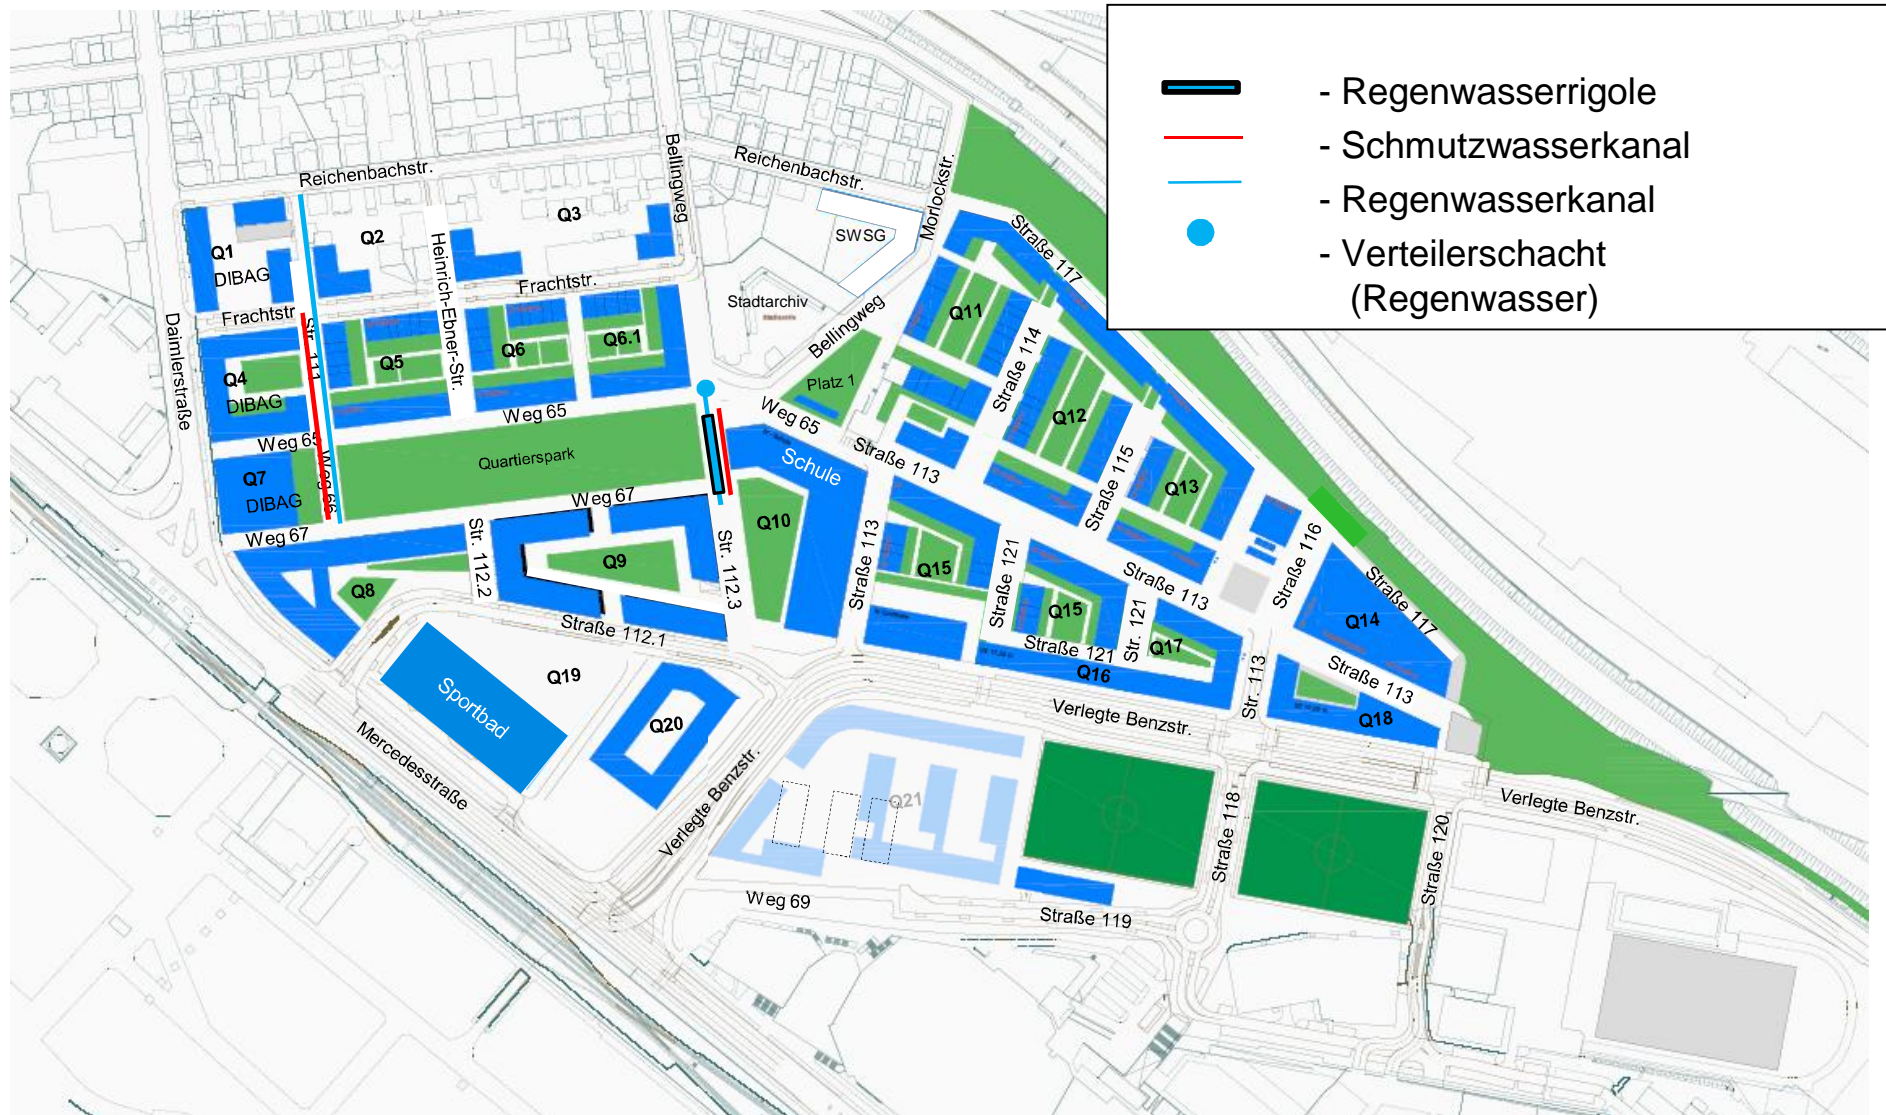 - Regenwasserrigole
- Schmutzwasserkanal
- Regenwasserkanal
- Verteilerschacht
(Regenwasser)
Reichenbachstr.
Bellingweg
Reichenbachstr.
Morlockstr.
Q1
DIBAG
Q2
Q3
SWSG
Straße 117
Heinrich-Ebner-Str.
Frachtstr.
Frachtstr
Stadtarchiv
Bellingweg
Daimlerstraße
Str. 111
Q4
DIBAG
Q5
Q6
Q6.1
Q11
Straße 114
Platz 1
Weg 65
Weg 65
Weg 65
Weg 66
Quartierspark
Schule
Straße 113
Q12
Straße 115
Q13
Q7
DIBAG
Weg 67
Weg 67
Str. 112.2
Q8
Q9
Str. 112.3
Q10
Straße 113
Q15
Straße 121
Q15
Straße 113
Straße 116
Straße 117
Q14
Straße 112.1
Straße 121
Str. 121
Q17
Q16
Str. 113
Straße 113
Q18
Sportbad
Q19
Q20
Mercedesstraße
Verlegte Benzstr.
Verlegte Benzstr.
Verlegte Benzstr.
Q21
Straße 118
Straße 120
Weg 69
Straße 119